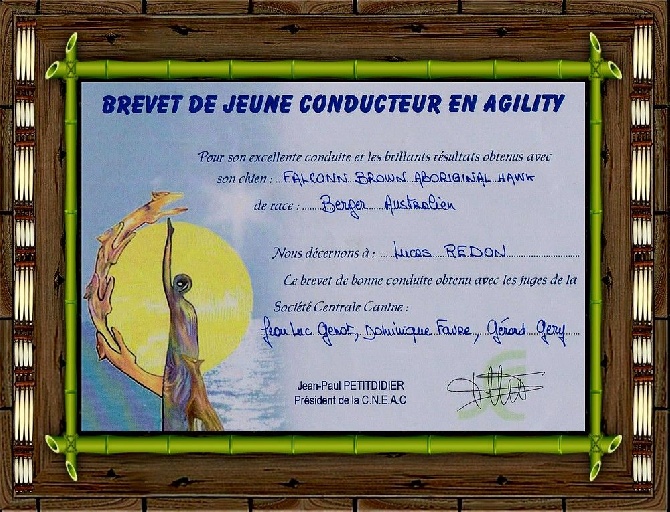 BREVET DE JEUNE CONDUCTEUR EN AGILITY
Pour son excellente conduite et les brillants résultats obtenus avec
son chien : FALCONN BROWN ABORIGINAL HAWK
de race : Berger Australien
Nous décernons à : Lucas REDON
Ce brevet de bonne conduite obtenu avec les juges de la
Société Centrale Canine :
Jean Luc Genot, Dominique Favre, Gérard Gery
Jean-Paul PETITDIDIER
Président de la C.N.E.A.C